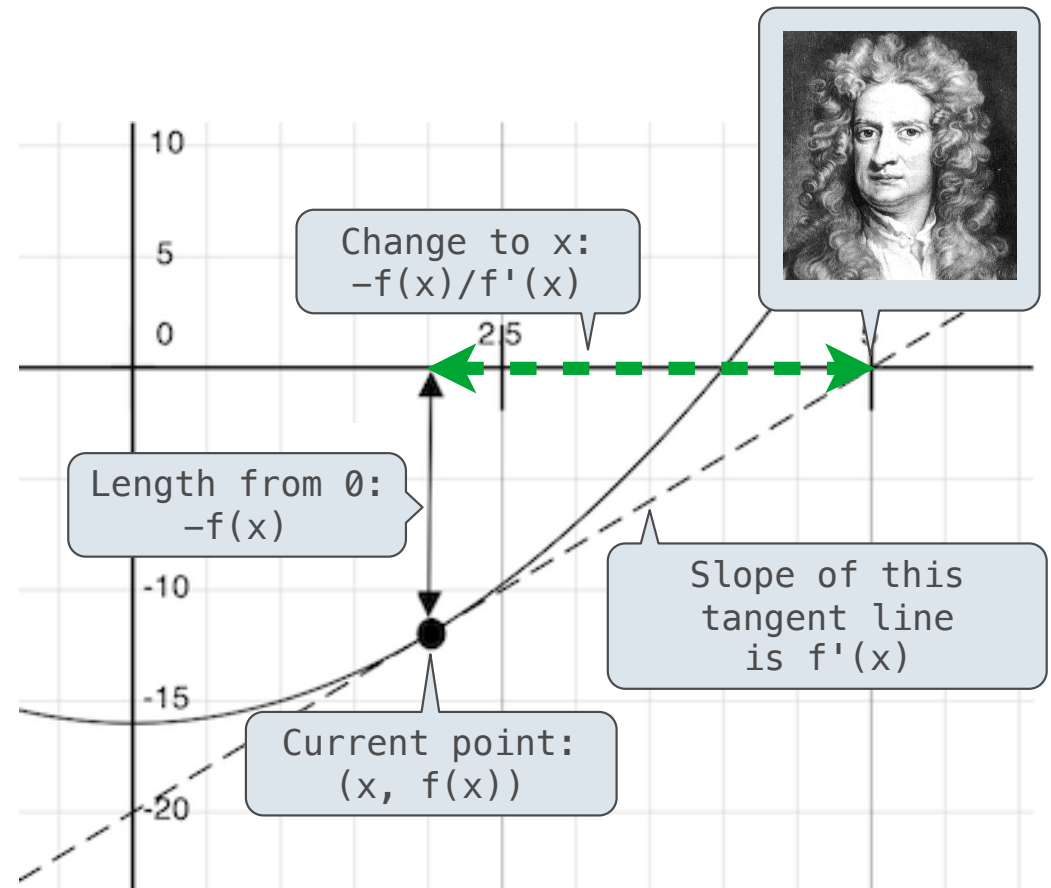 10
5
Change to x:
−f(x)/f'(x)
0
2.5
Length from 0:
−f(x)
-10
Slope of this
tangent line
is f'(x)
-15
Current point:
(x, f(x))
-20